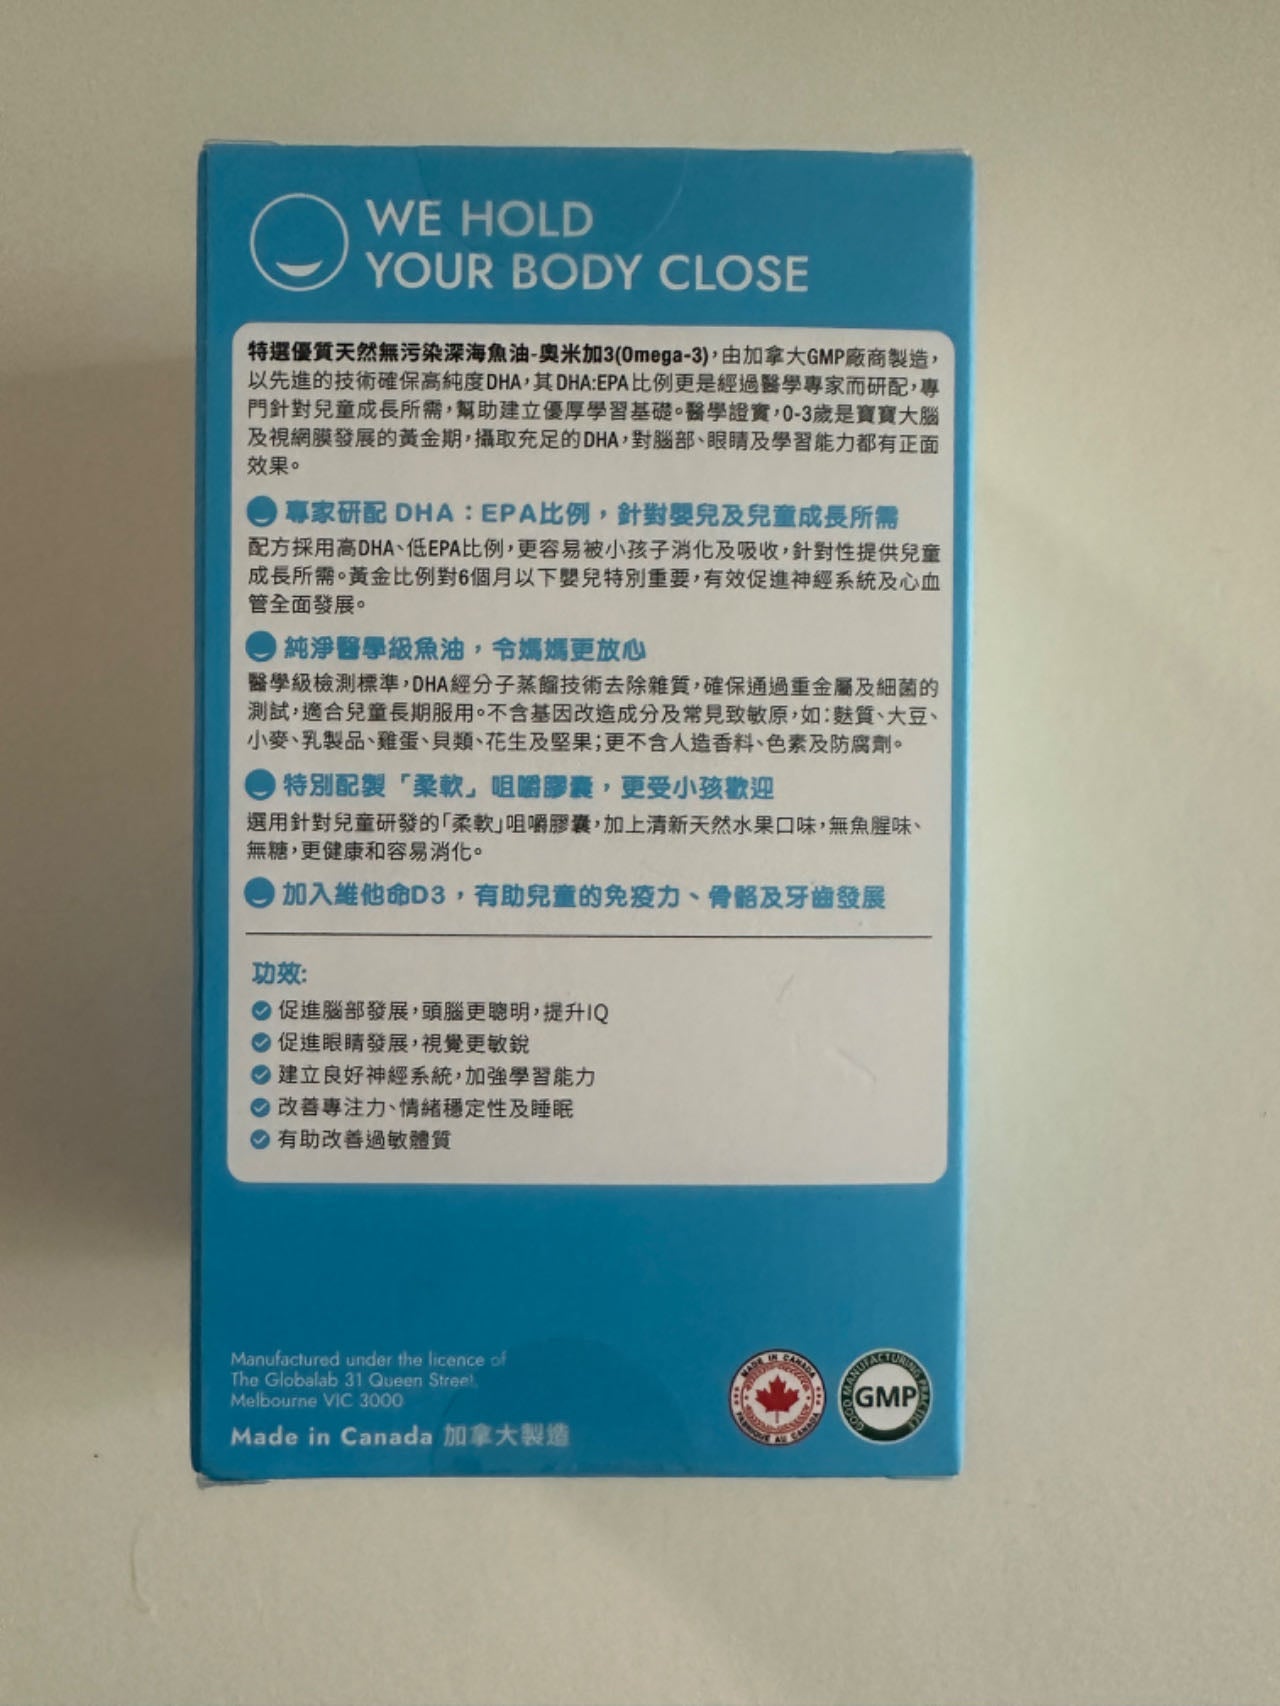 WE HOLD
YOUR BODY CLOSE
特選優質天然無污染深海魚油-奧米加3(Omega-3)，由加拿大GMP廠商製造，
以先進的技術確保高純度DHA，其DHA:EPA比例更是經過醫學專家而研配，專
門針對兒童成長所需，幫助建立優厚學習基礎。醫學證實，0-3歲是寶寶大腦
及視網膜發展的黃金期，攝取充足的DHA，對腦部、眼睛及學習能力都有正面
效果。
專家研配 DHA：EPA比例，針對嬰兒及兒童成長所需
配方採用高DHA、低EPA比例，更容易被小孩子消化及吸收，針對性提供兒童
成長所需。黃金比例對6個月以下嬰兒特別重要，有效促進神經系統及心血
管全面發展。
純淨醫學級魚油，令媽媽更放心
醫學級檢測標準，DHA經分子蒸餾技術去除雜質，確保通過重金屬及細菌的
測試，適合兒童長期服用。不含基因改造成分及常見致敏原，如：麩質、大豆、
小麥、乳製品、雞蛋、貝類、花生及堅果；更不含人造香料、色素及防腐劑。
特別配製「柔軟」咀嚼膠囊，更受小孩歡迎
選用針對兒童研發的「柔軟」咀嚼膠囊，加上清新天然水果口味，無魚腥味、
無糖，更健康和容易消化。
加入維他命D3，有助兒童的免疫力、骨骼及牙齒發展
功效:
促進腦部發展，頭腦更聰明，提升IQ
促進眼睛發展，視覺更敏銳
建立良好神經系統，加強學習能力
改善專注力、情緒穩定性及睡眠
有助改善過敏體質
Manufactured under the licence of
The Globalab 31 Queen Street,
Melbourne VIC 3000
Made in Canada 加拿大製造
MADE IN CANADA
FABRIQUÉ AU CANADA
GOOD MANUFACTURING PRACTICE
GMP